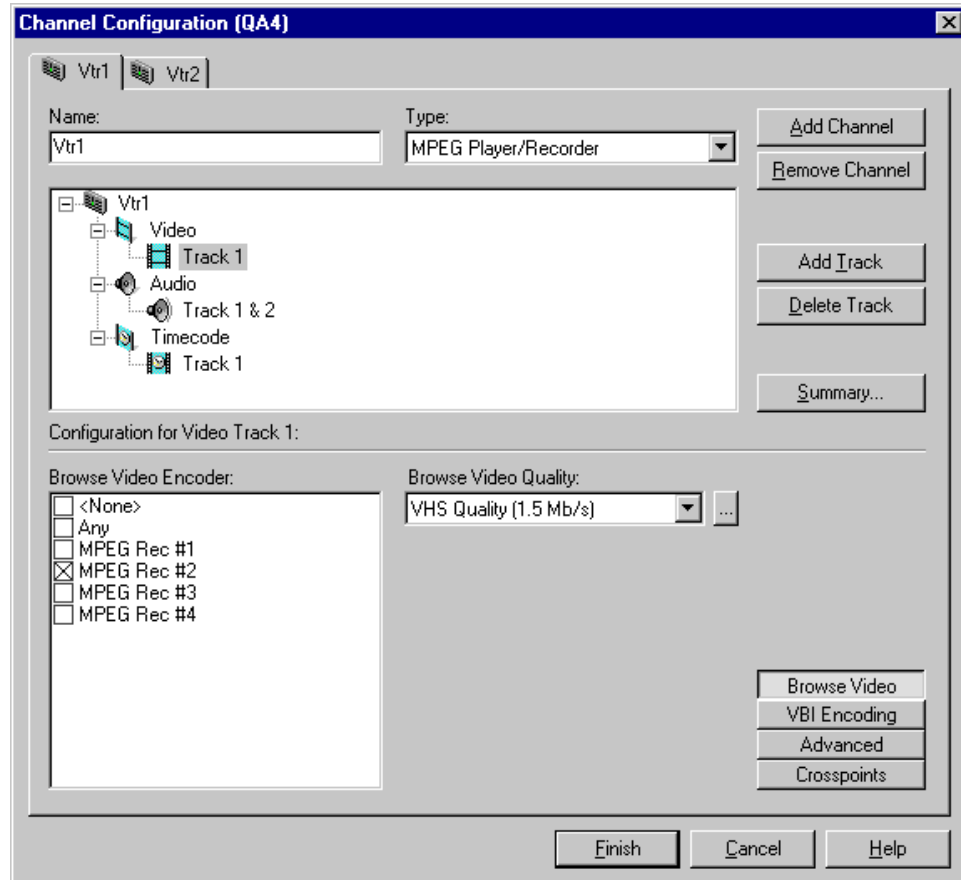 Channel Configuration (QA4)
Vtr1
Vtr2
Name:
Type:
Vtr1
MPEG Player/Recorder
Add Channel
Remove Channel
Vtr1
Video
Track 1
Audio
Track 1 & 2
Timecode
Track 1
Add Track
Delete Track
Summary...
Configuration for Video Track 1:
Browse Video Encoder:
Browse Video Quality:
<None>
Any
MPEG Rec #1
MPEG Rec #2
MPEG Rec #3
MPEG Rec #4
VHS Quality (1.5 Mb/s)
...
Browse Video
VBI Encoding
Advanced
Crosspoints
Finish
Cancel
Help